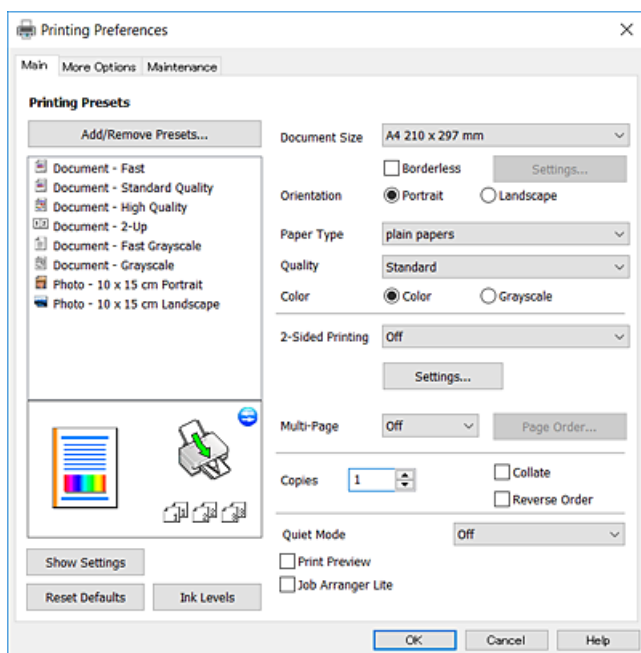 Printing Preferences
Main More Options Maintenance
Printing Presets
Add/Remove Presets...
Document - Fast
Document - Standard Quality
Document - High Quality
Document - 2-Up
Document - Fast Grayscale
Document - Grayscale
Photo - 10 x 15 cm Portrait
Photo - 10 x 15 cm Landscape
Show Settings
Reset Defaults Ink Levels
Document Size A4 210 x 297 mm
Borderless Settings...
Orientation Portrait Landscape
Paper Type plain papers
Quality Standard
Color Color Grayscale
2-Sided Printing Off
Settings...
Multi-Page Off Page Order...
Copies 1 Collate
Reverse Order
Quiet Mode Off
Print Preview
Job Arranger Lite
OK Cancel Help